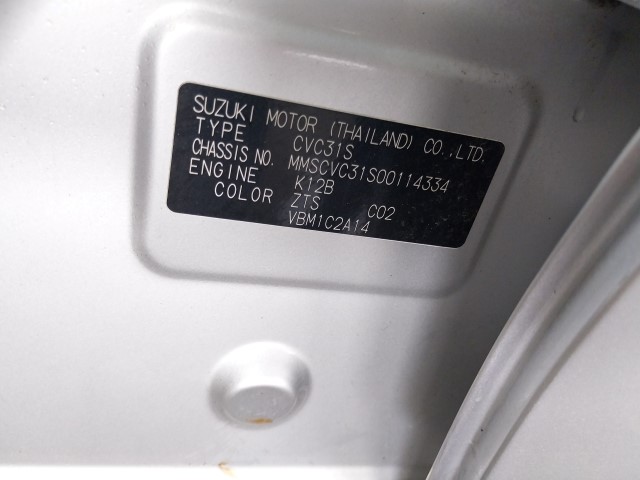 SUZUKI MOTOR (THAILAND) CO.,LTD.
TYPE CVC31S
CHASSIS NO. MMSCVC31S00114334
ENGINE K12B
COLOR ZTS C02
VBM1C2A14